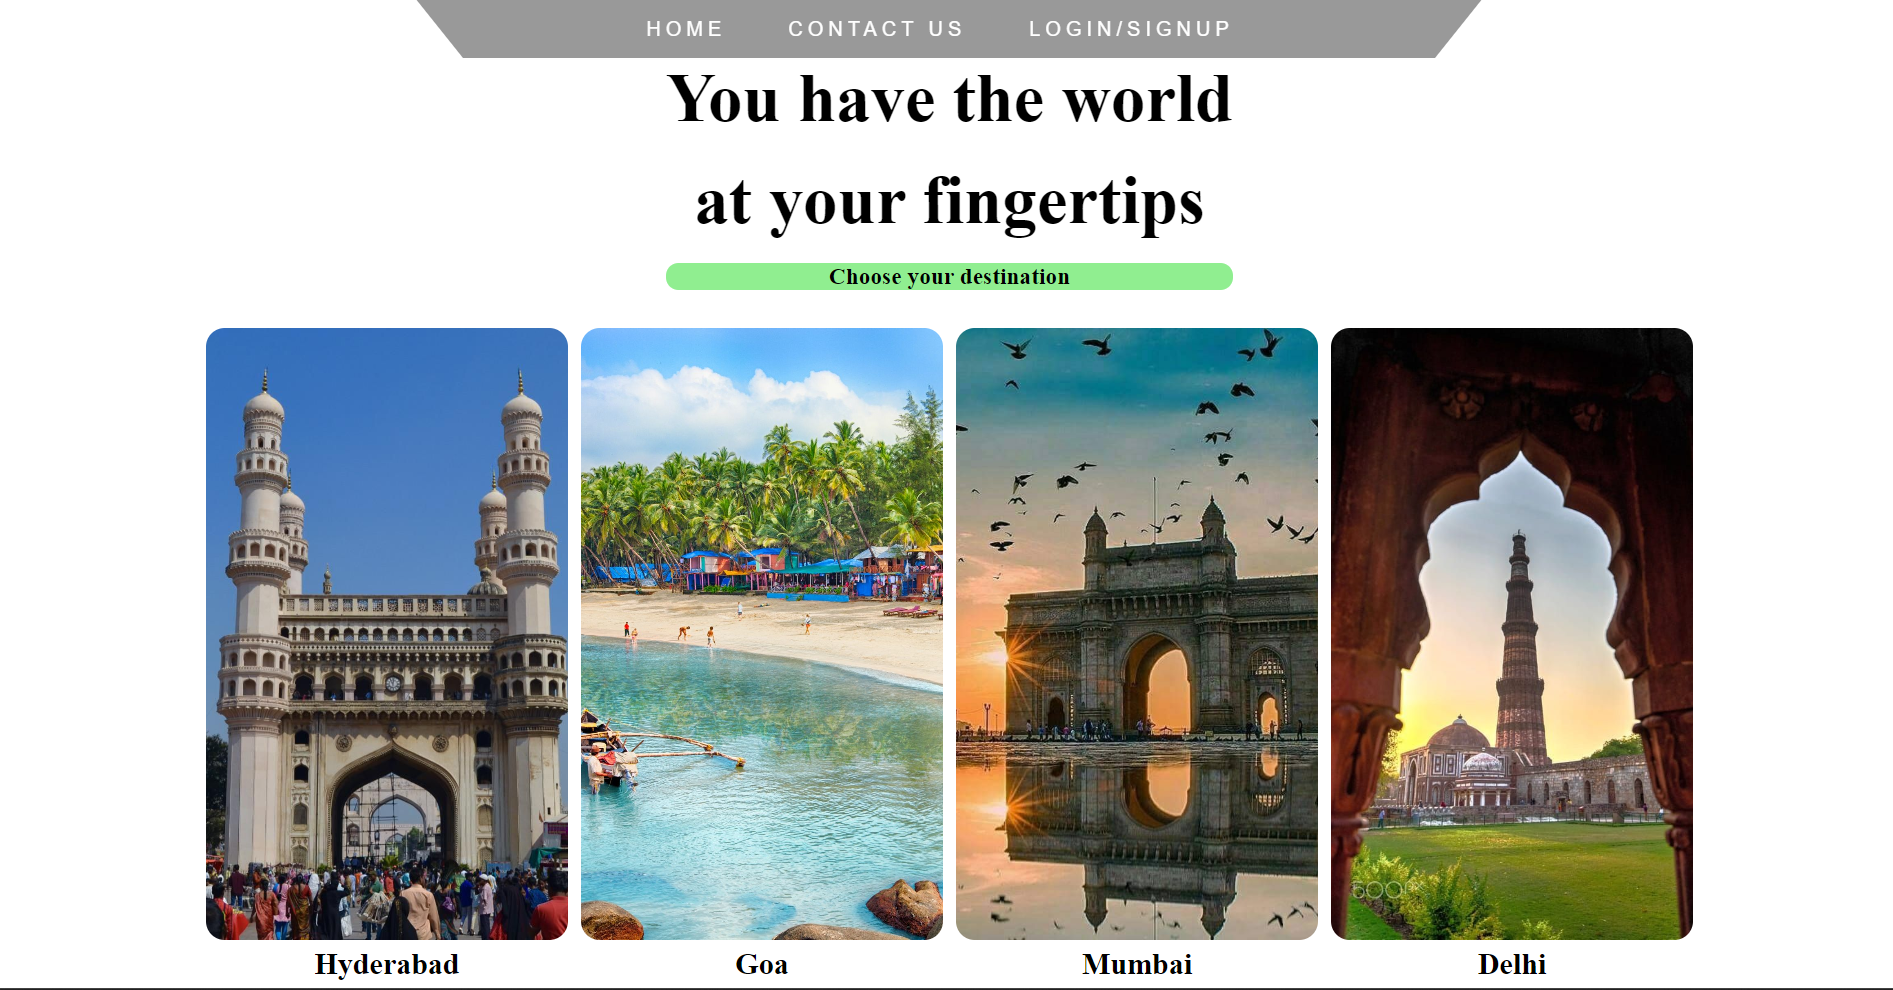 HOME CONTACT US LOGIN/SIGNUP
You have the world
at your fingertips
Choose your destination
Hyderabad Goa Mumbai Delhi